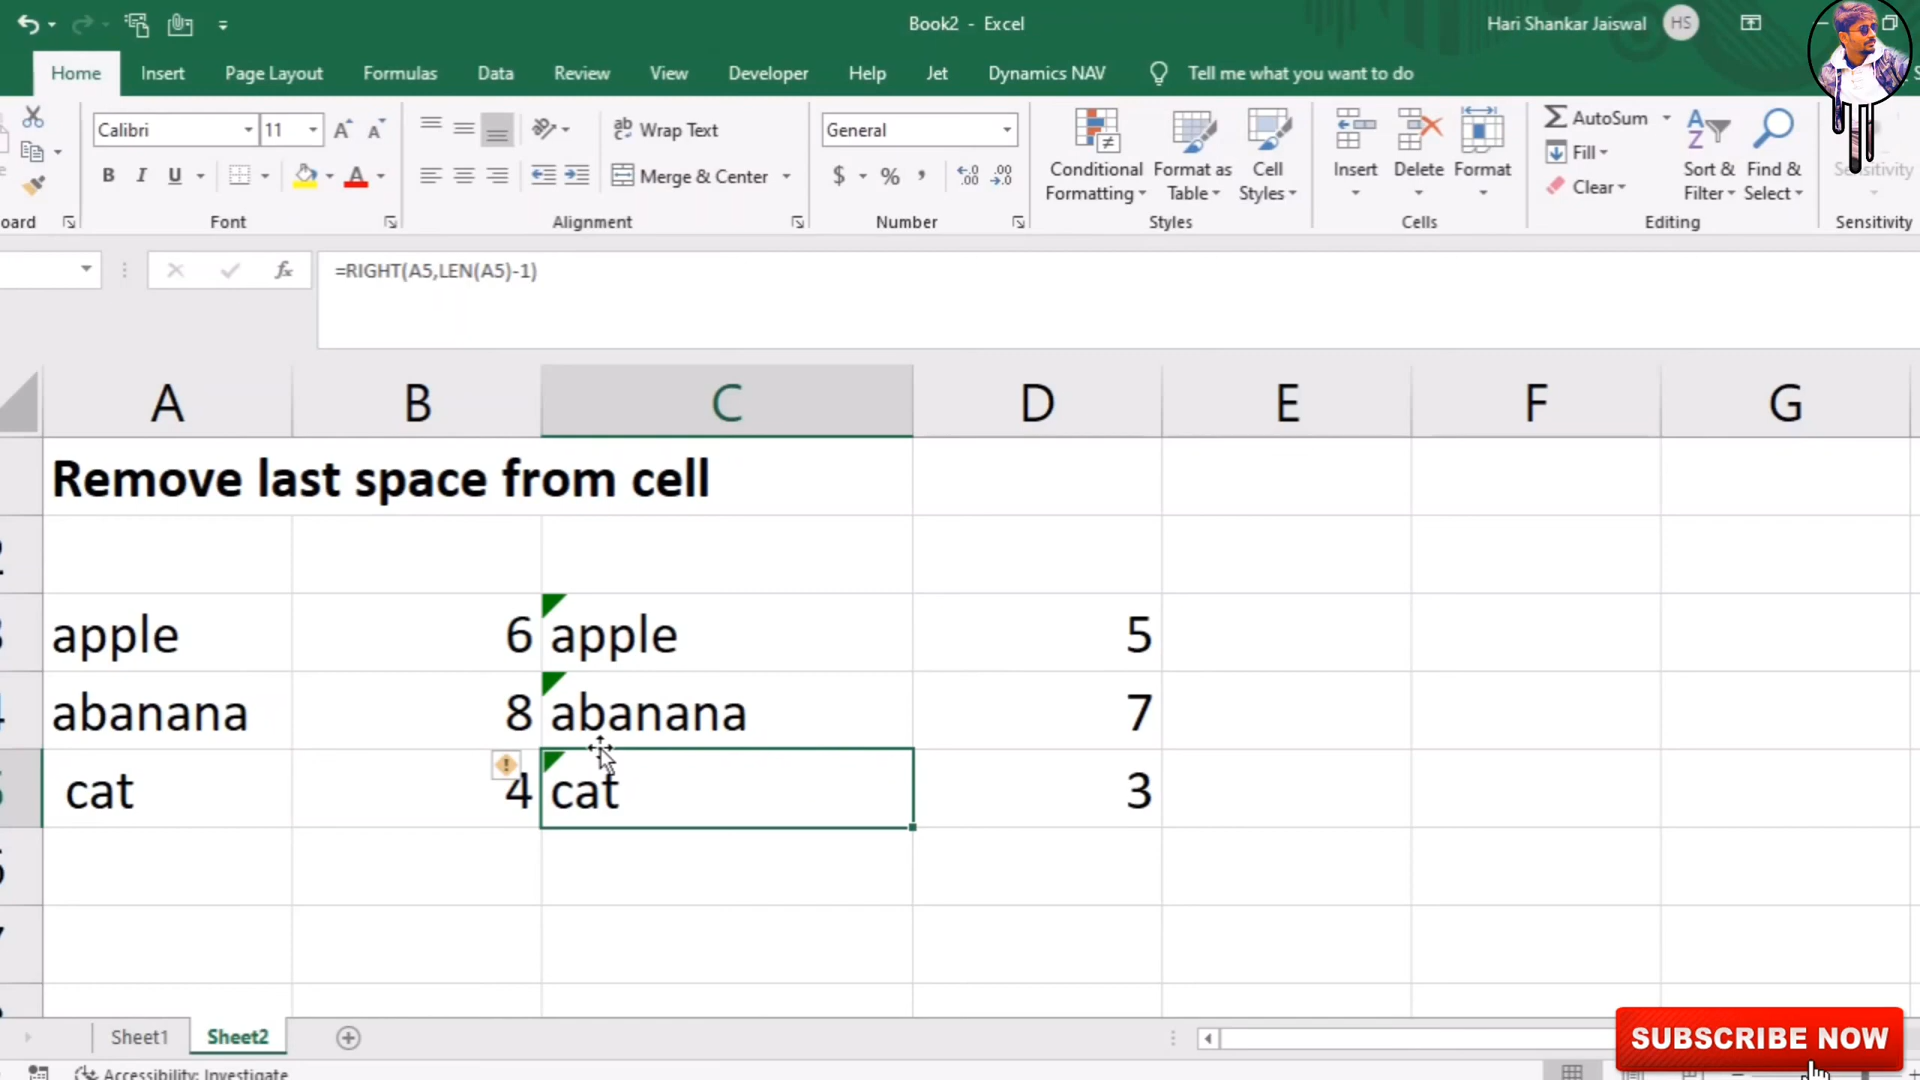 Book2 - Excel
Hari Shankar Jaiswal HS
Home Insert Page Layout Formulas Data Review View Developer Help Jet Dynamics NAV Tell me what you want to do
Calibri 11 Wrap Text General AutoSum
Fill
B I U Merge & Center $ % Conditional Formatting Format as Table Cell Styles Insert Delete Format Clear Sort & Filter Find & Select Sensitivity
oard Font Alignment Number Styles Cells Editing Sensitivity
fx =RIGHT(A5,LEN(A5)-1)
A B C D E F G
Remove last space from cell
apple 6 apple 5
abanana 8 abanana 7
cat 4 cat 3
Sheet1 Sheet2
SUBSCRIBE NOW
Accessibility: Investigate